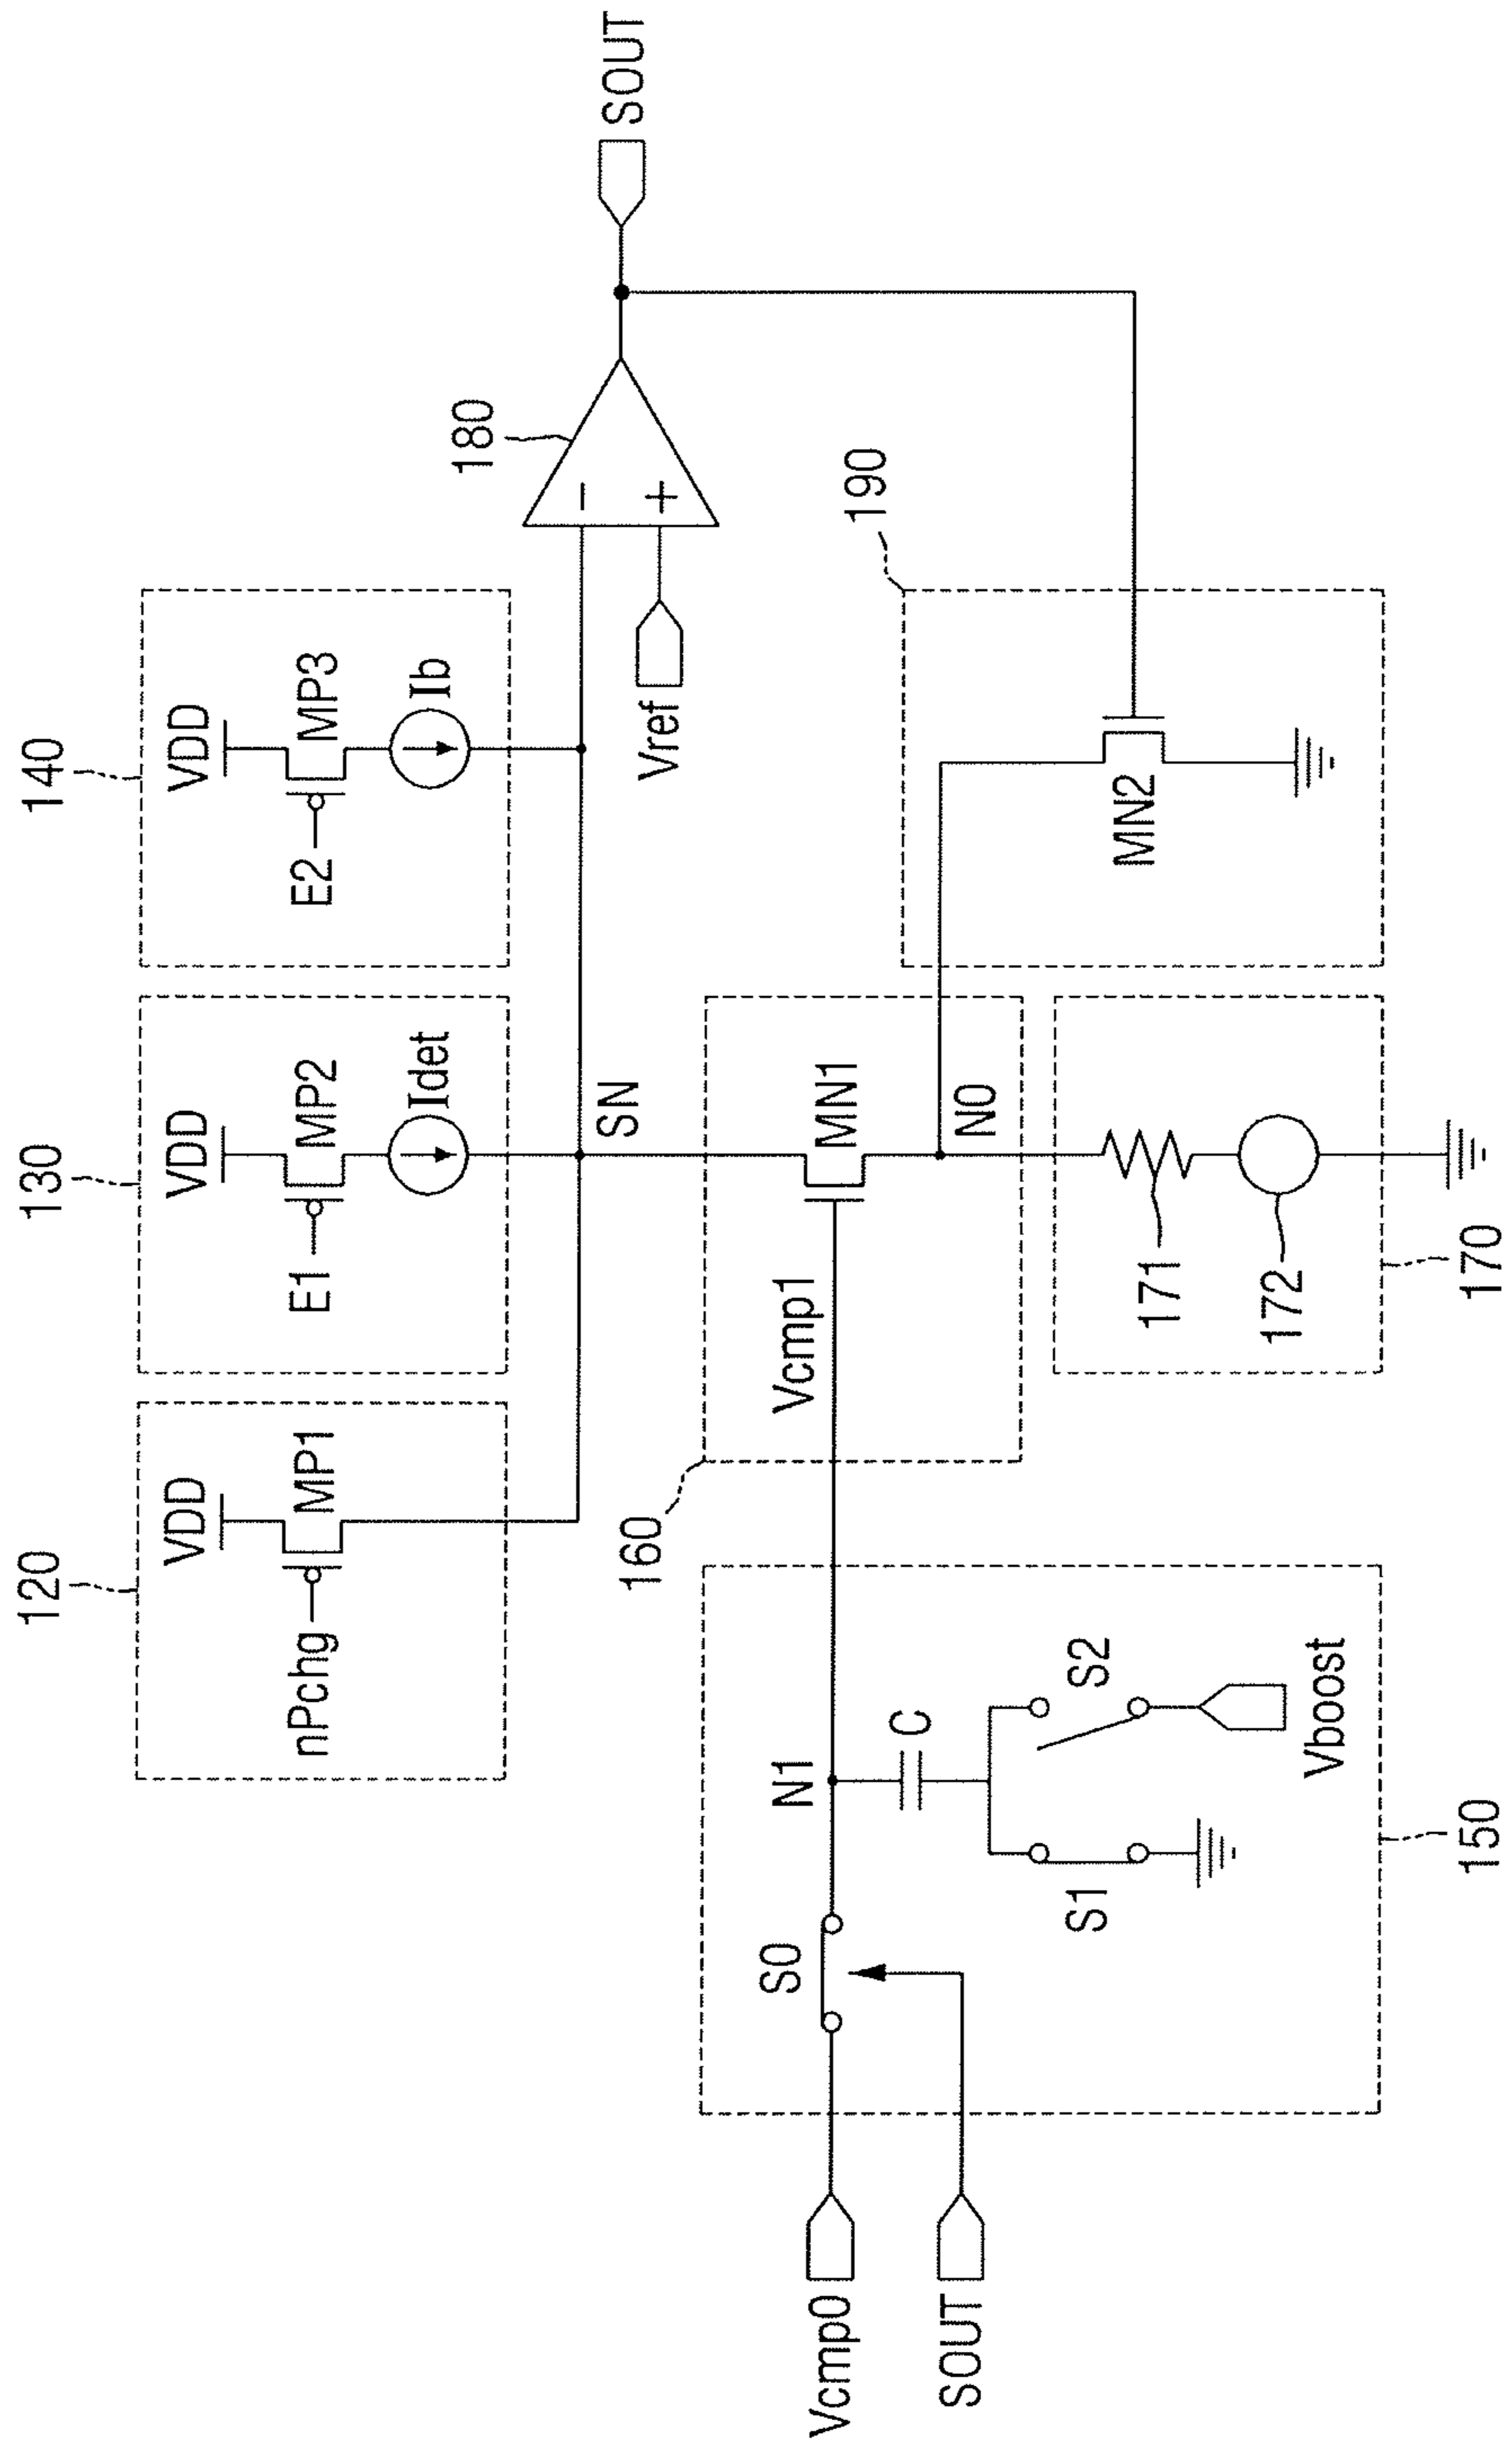 120
130
140
VDD
VDD
VDD
nPchg
MP1
E1
MP2
E2
MP3
Idet
Ib
180
SOUT
−
+
SN
Vref
160
190
Vcmp1
MN1
N0
MN2
Vcmp0
S0
N1
SOUT
C
S1
S2
Vboost
171
172
150
170